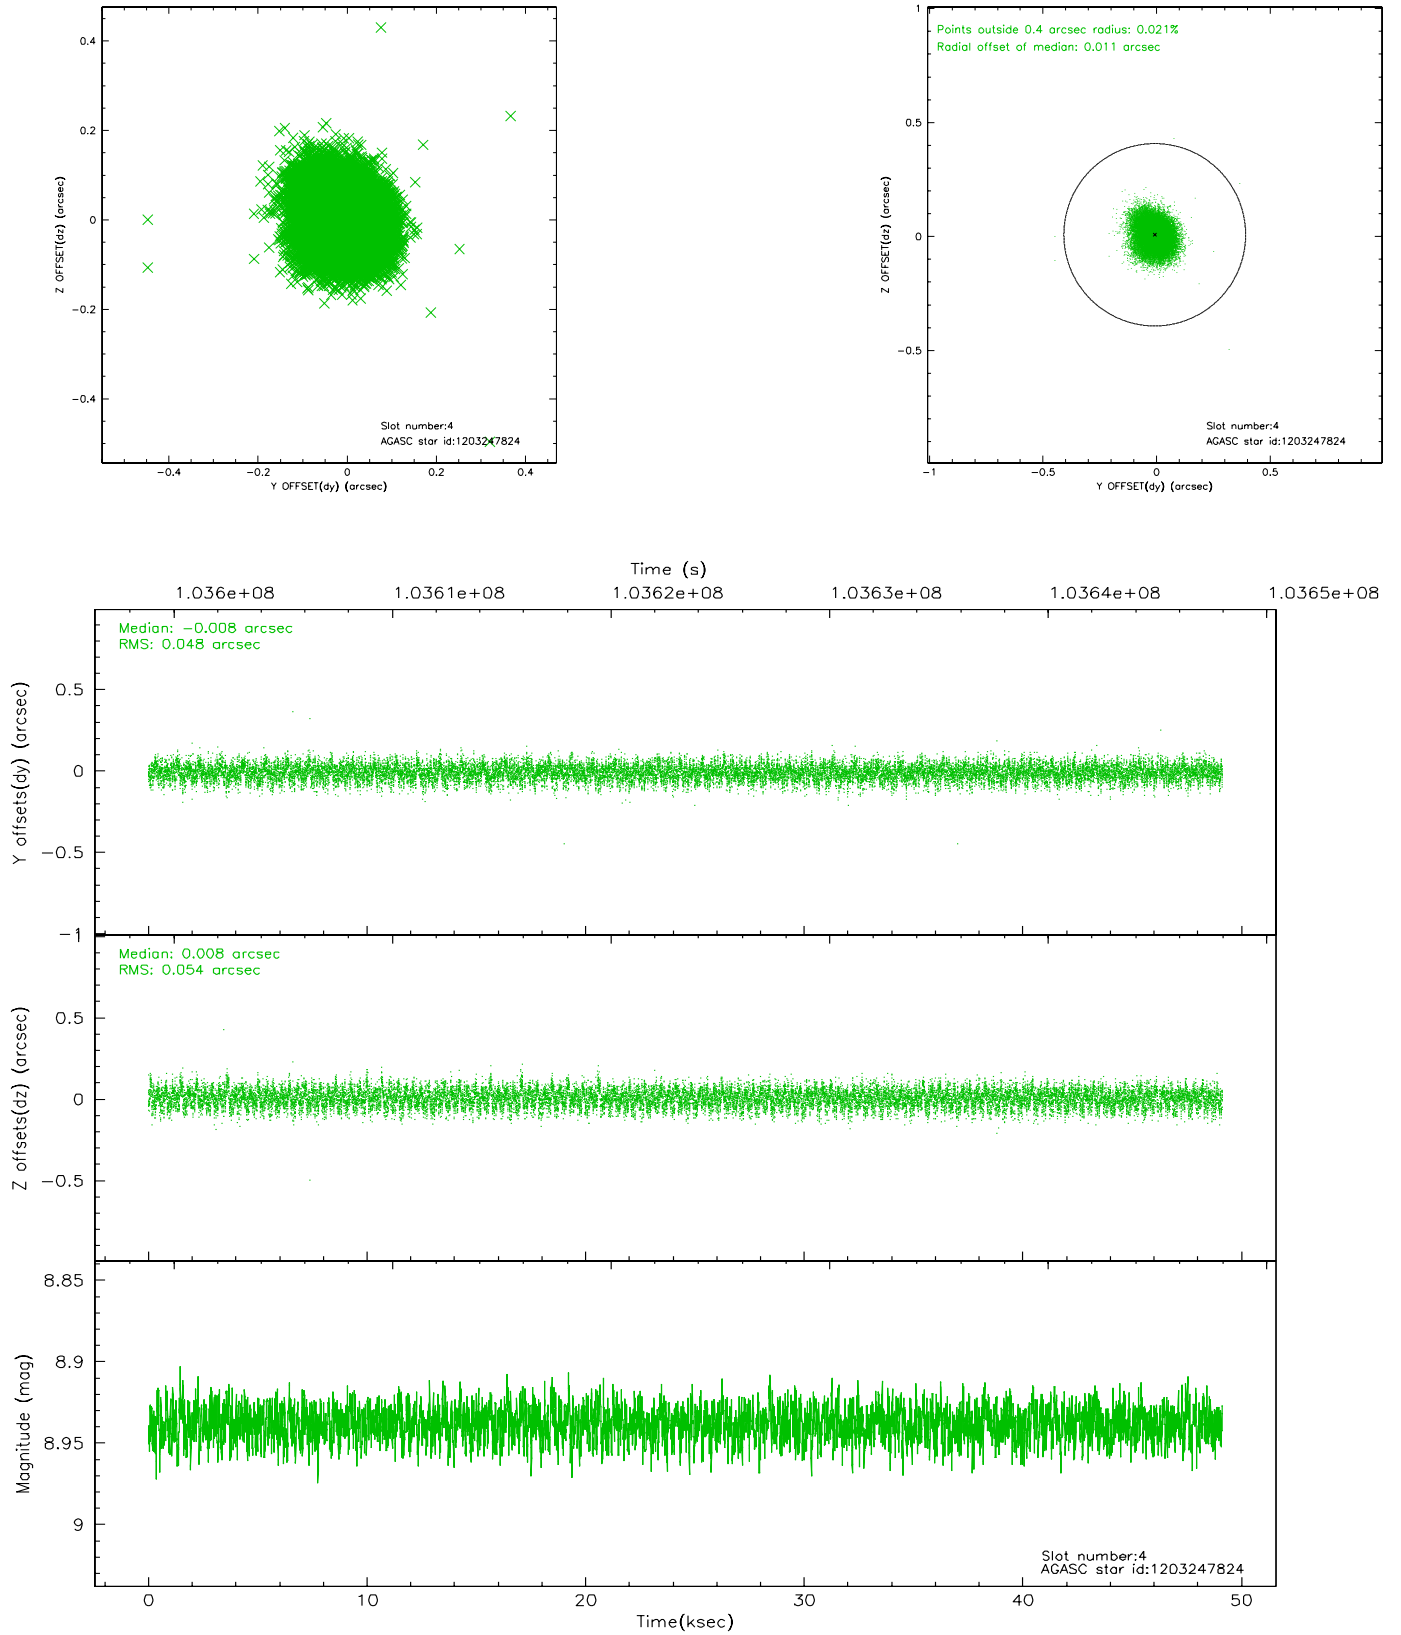 0.4
0.2
0
−0.2
−0.4
Z OFFSET(dz) (arcsec)
Slot number:4
AGASC star id:1203247824
−0.4
−0.2
0
0.2
0.4
Y OFFSET(dy) (arcsec)
1
0.5
0
−0.5
Z OFFSET(dz) (arcsec)
Points outside 0.4 arcsec radius: 0.021%
Radial offset of median: 0.011 arcsec
Slot number:4
AGASC star id:1203247824
−1
−0.5
0
0.5
Y OFFSET(dy) (arcsec)
Time (s)
1.036e+08
1.0361e+08
1.0362e+08
1.0363e+08
1.0364e+08
1.0365e+08
Median: −0.008 arcsec
RMS: 0.048 arcsec
0.5
0
−0.5
−1
Y offsets(dy) (arcsec)
Median: 0.008 arcsec
RMS: 0.054 arcsec
1
0.5
0
−0.5
Z offsets(dz) (arcsec)
8.85
8.9
8.95
9
Magnitude (mag)
Slot number:4
AGASC star id:1203247824
0
10
20
30
40
50
Time(ksec)